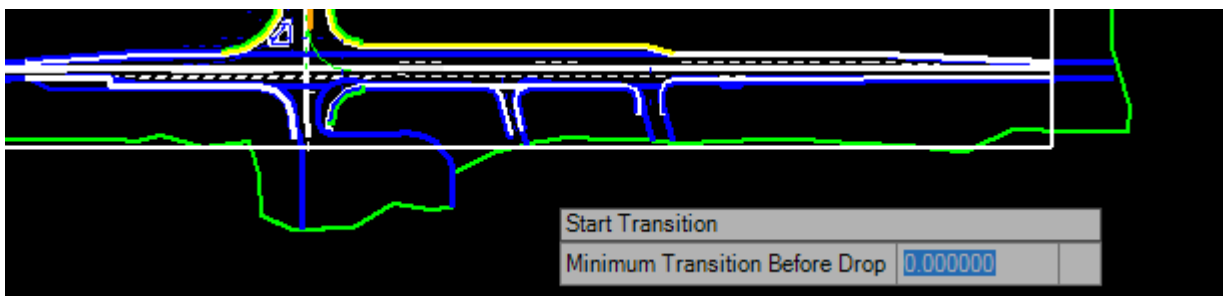 Start Transition
Minimum Transition Before Drop 0.000000